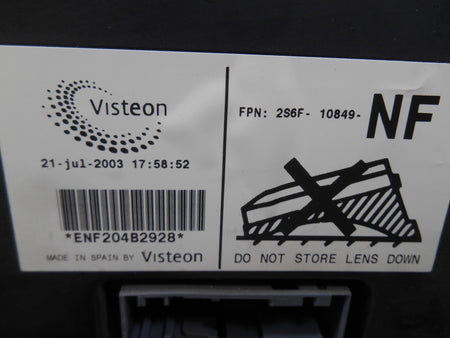 Visteon
21-jul-2003 17:58:52
*ENF204B2928*
MADE IN SPAIN BY Visteon
FPN: 2S6F- 10849- NF
DO NOT STORE LENS DOWN